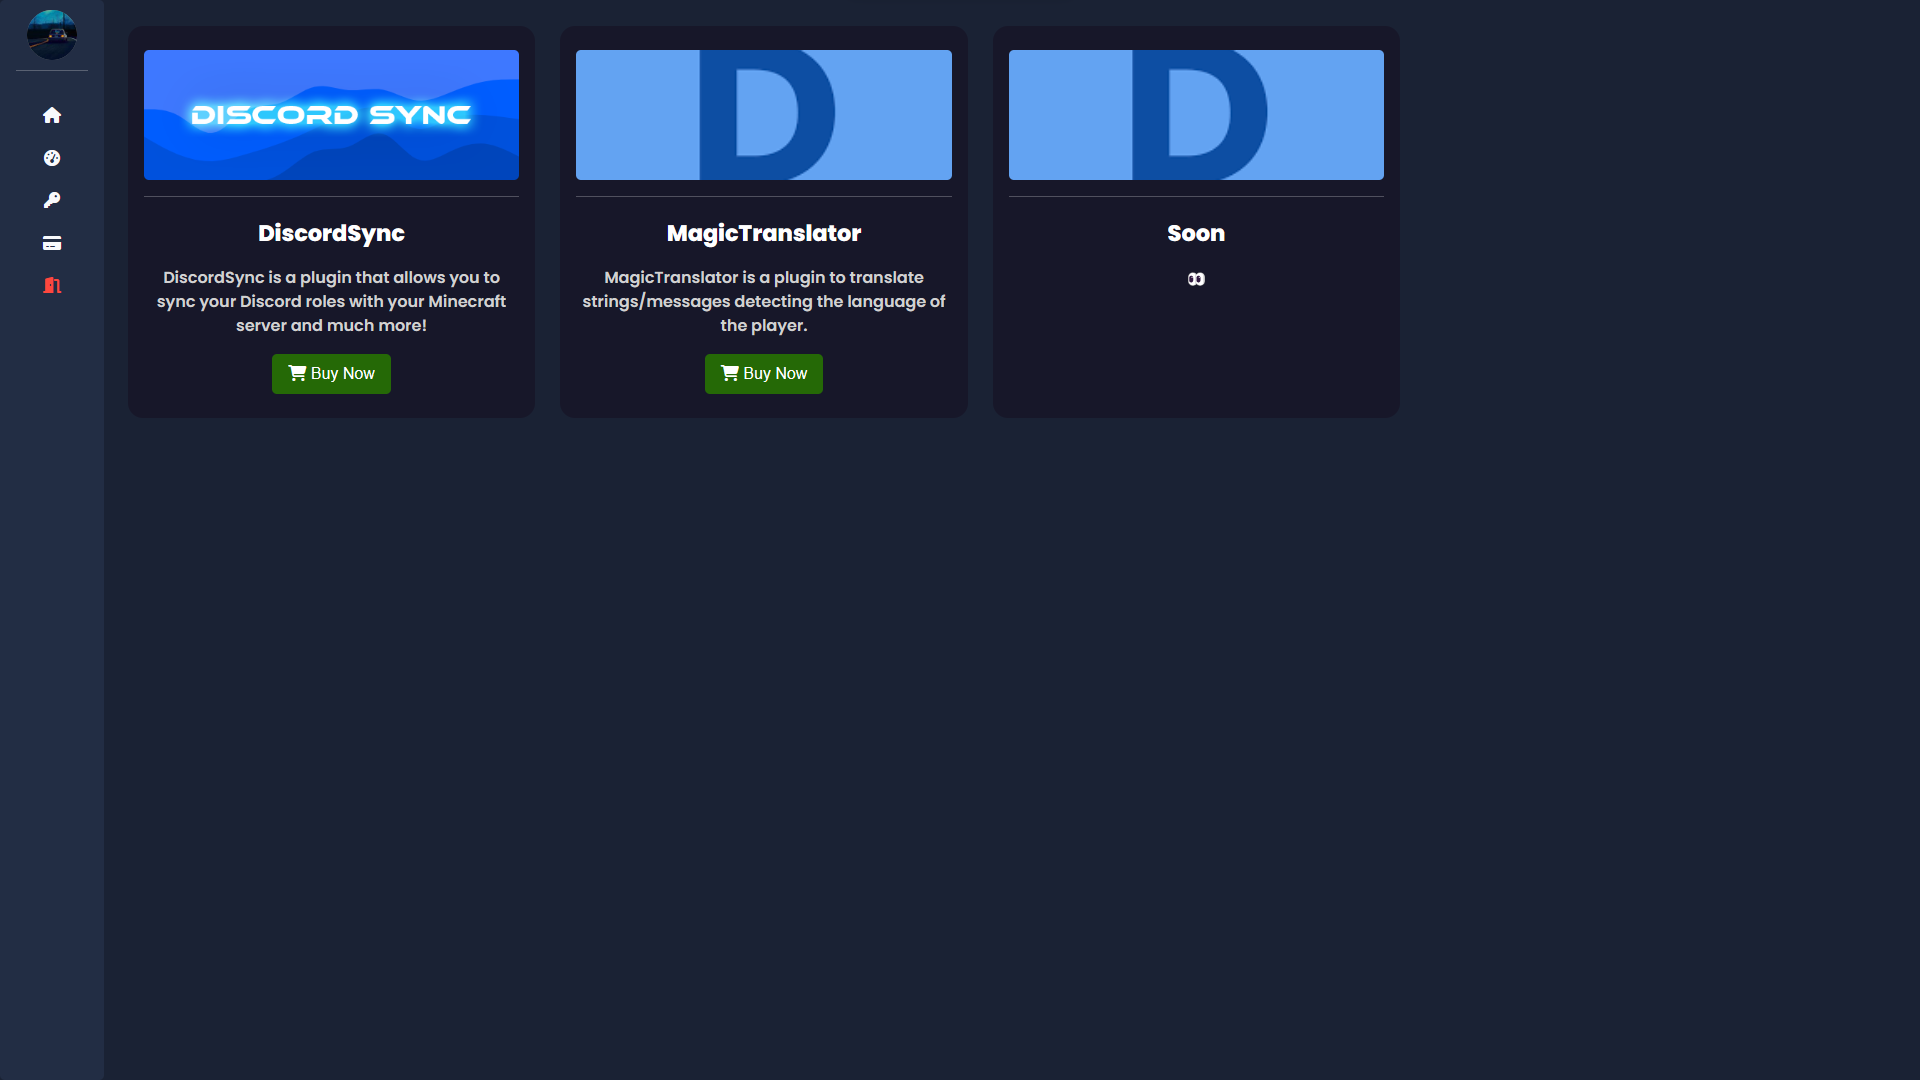 DISCORD SYNC
DiscordSync
DiscordSync is a plugin that allows you to
sync your Discord roles with your Minecraft
server and much more!
Buy Now
D
MagicTranslator
MagicTranslator is a plugin to translate
strings/messages detecting the language of
the player.
Buy Now
D
Soon
👀